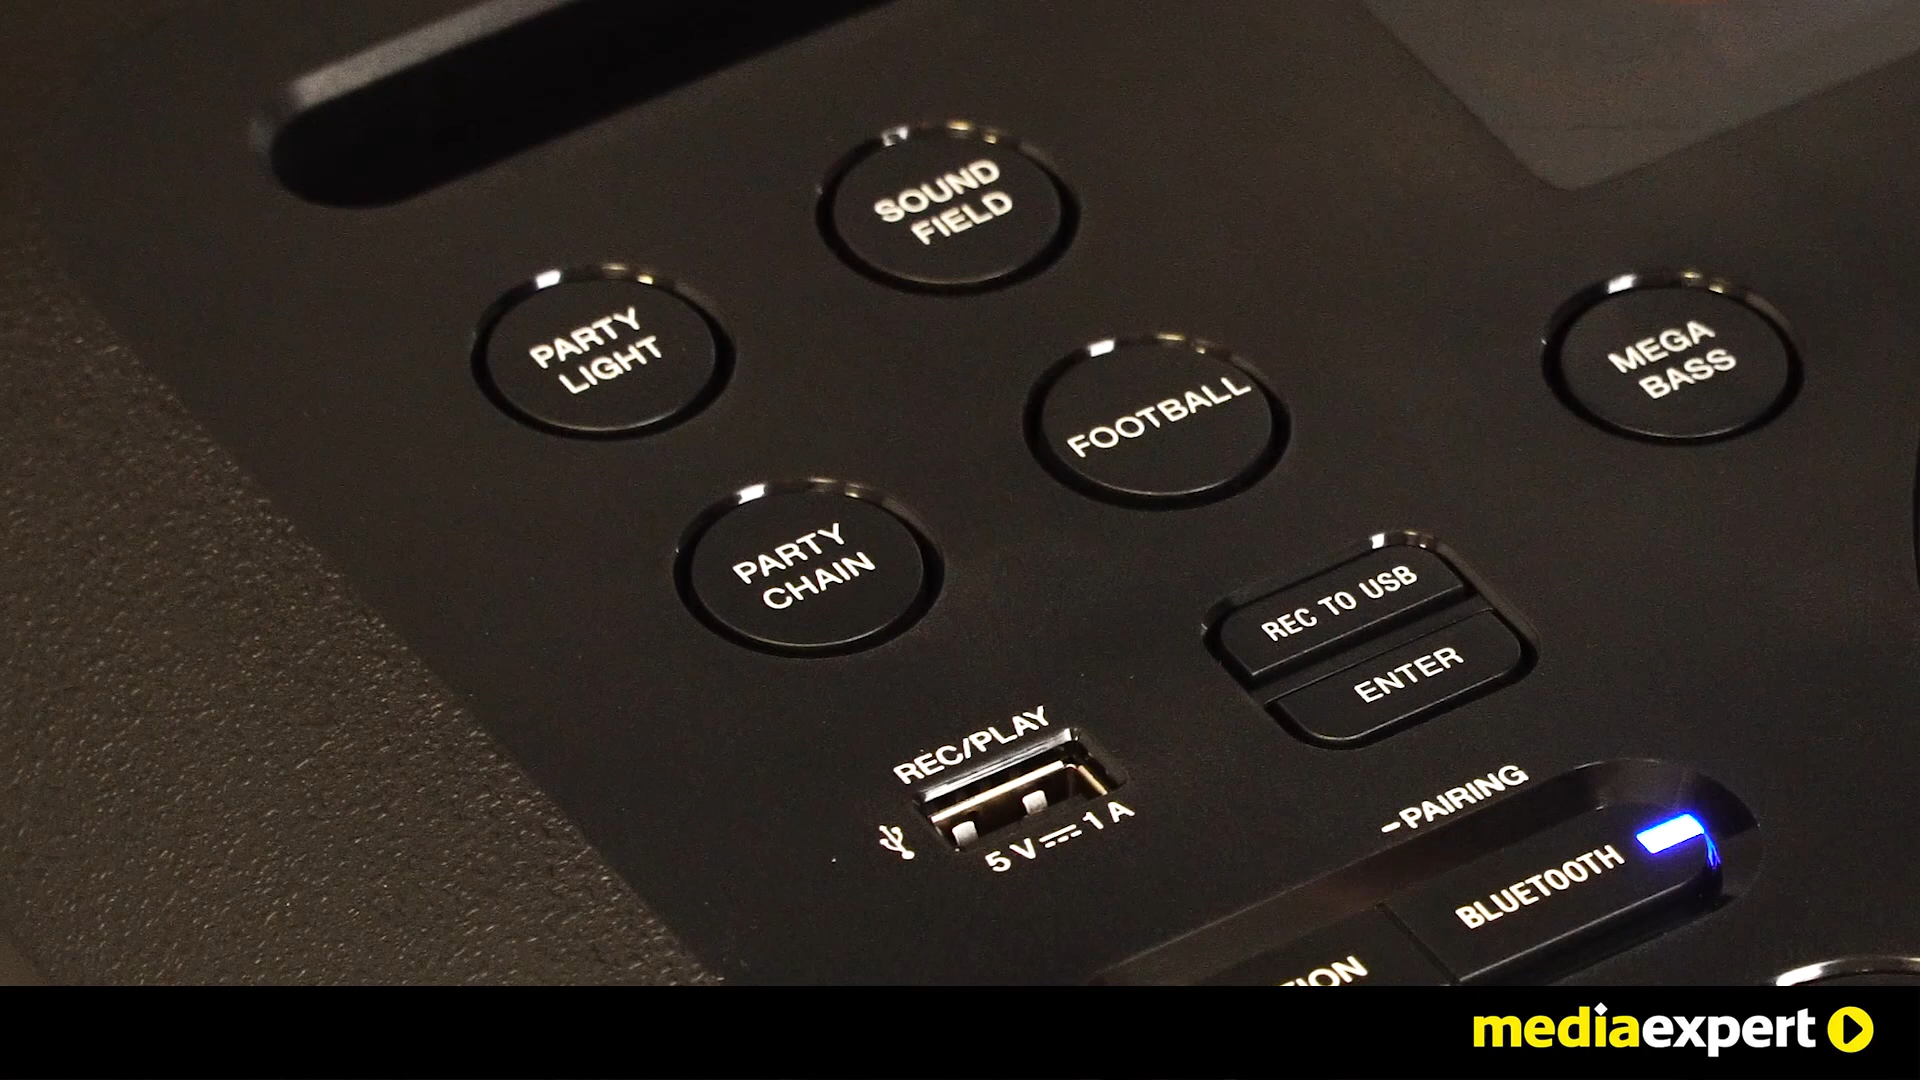 SOUND
FIELD
PARTY
LIGHT
MEGA
BASS
FOOTBALL
PARTY
CHAIN
REC TO USB
ENTER
REC/PLAY
5 V⎓1 A
–PAIRING
BLUETOOTH
mediaexpert